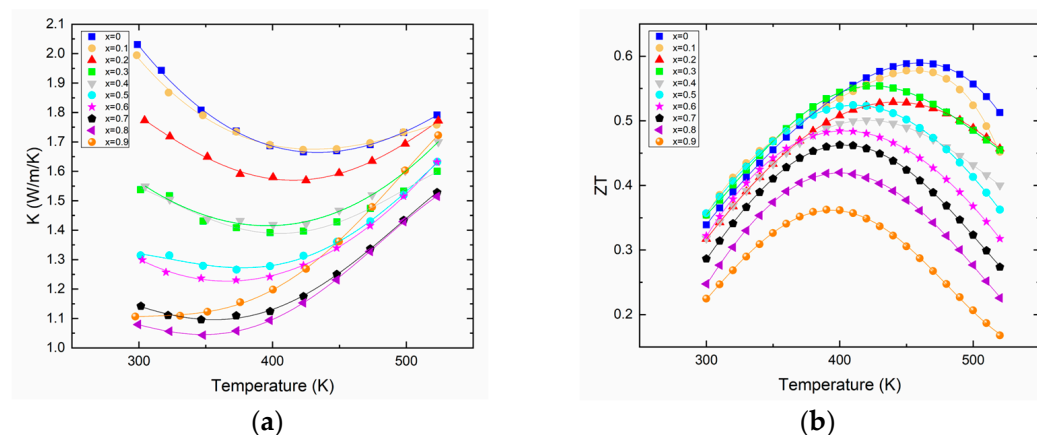 2.1
2.0
1.9
1.8
1.7
1.6
1.5
1.4
1.3
1.2
1.1
1.0
K (W/m/K)
x=0
x=0.1
x=0.2
x=0.3
x=0.4
x=0.5
x=0.6
x=0.7
x=0.8
x=0.9
300 400 500
Temperature (K)
(a)
0.6
0.5
0.4
0.3
0.2
ZT
x=0
x=0.1
x=0.2
x=0.3
x=0.4
x=0.5
x=0.6
x=0.7
x=0.8
x=0.9
300 400 500
Temperature (K)
(b)